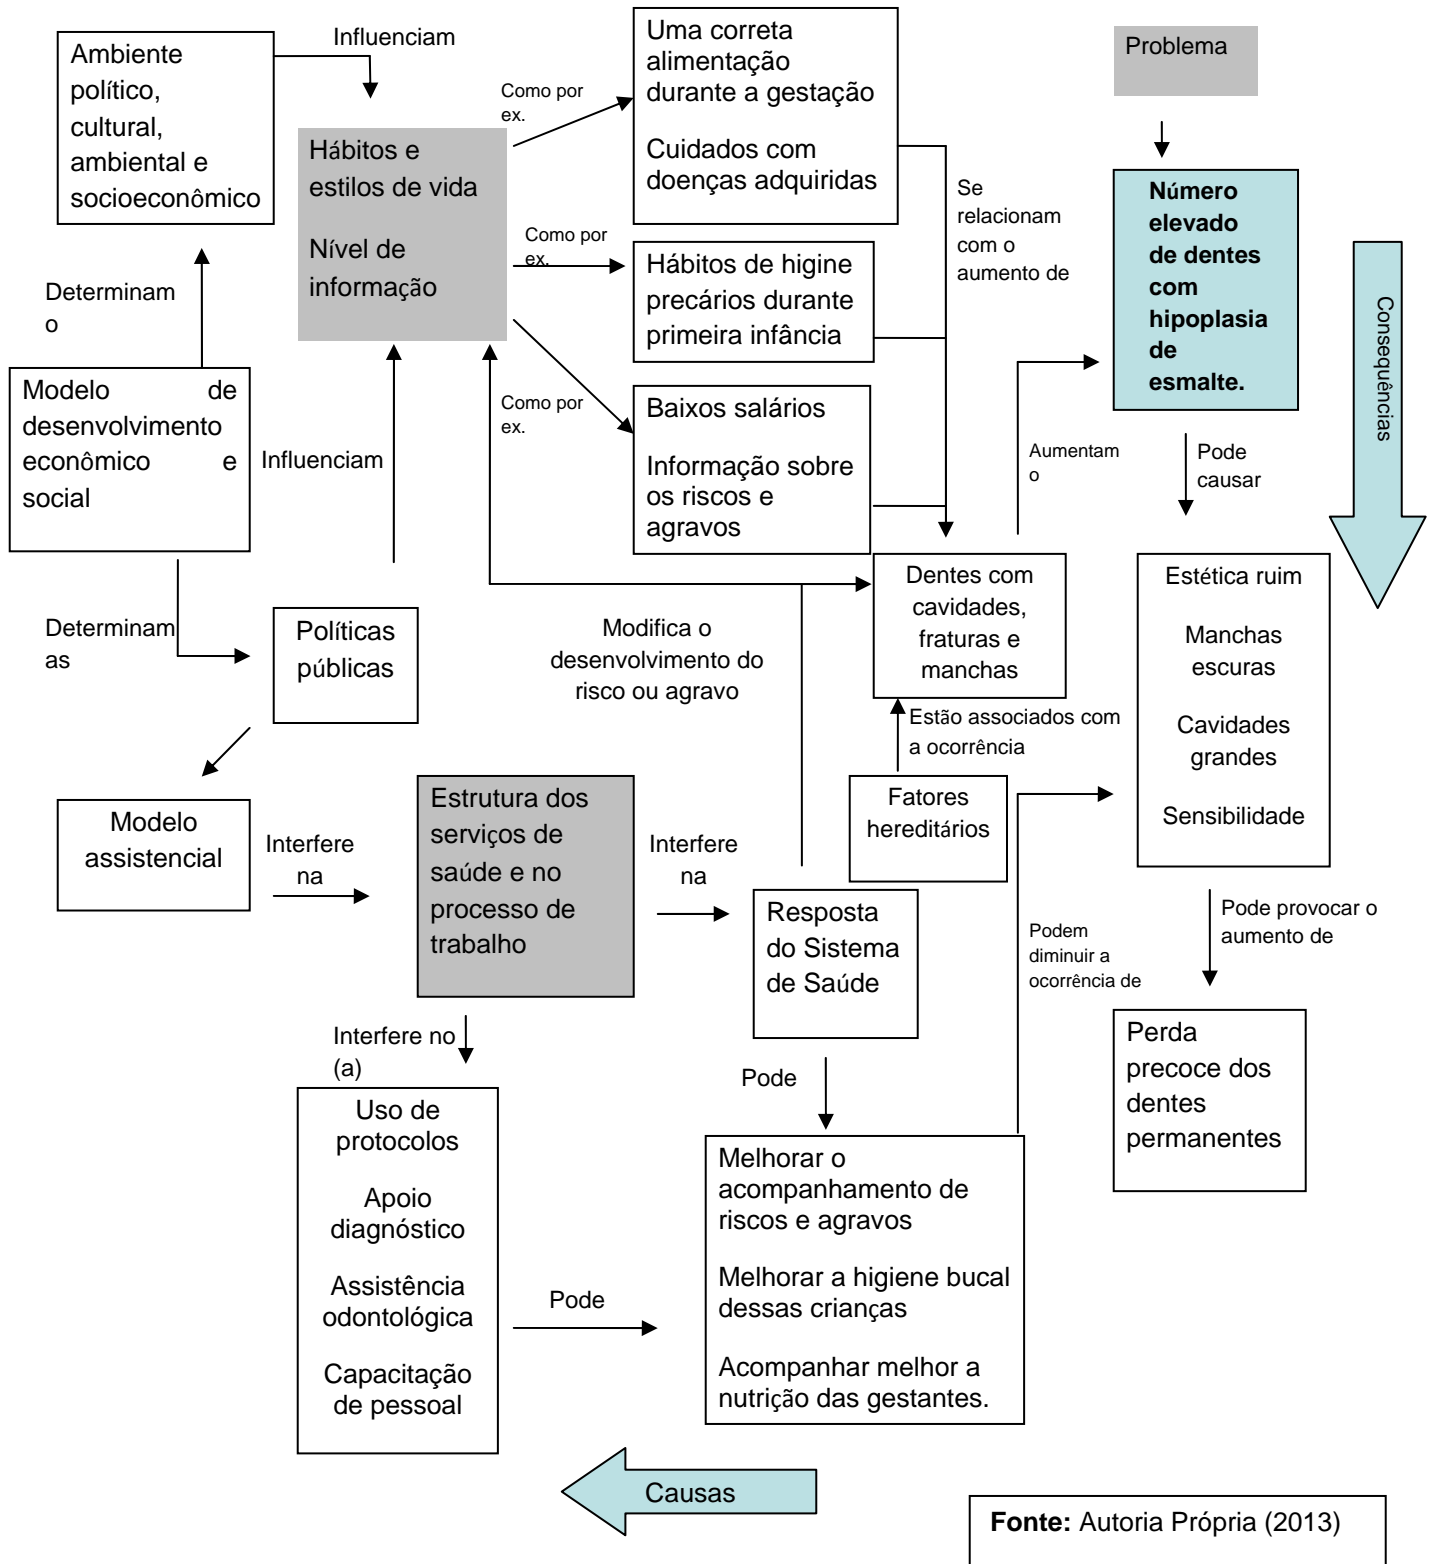 Ambiente
político,
cultural,
ambiental e
socioeconômico
Influenciam
Hábitos e
estilos de vida
Nível de
informação
Como por
ex.
Uma correta
alimentação
durante a gestação
Cuidados com
doenças adquiridas
Como por
ex.
Hábitos de higine
precários durante
primeira infância
Como por
ex.
Baixos salários
Informação sobre
os riscos e
agravos
Se
relacionam
com o
aumento de
Problema
Número
elevado
de dentes
com
hipoplasia
de
esmalte.
Consequências
Determinam
o
Modelo de
desenvolvimento
econômico e
social
Influenciam
Determinam
as
Políticas
públicas
Modifica o
desenvolvimento do
risco ou agravo
Dentes com
cavidades,
fraturas e
manchas
Aumentam
o
Pode
causar
Estética ruim
Manchas
escuras
Cavidades
grandes
Sensibilidade
Estão associados com
a ocorrência
Fatores
hereditários
Modelo
assistencial
Interfere
na
Estrutura dos
serviços de
saúde e no
processo de
trabalho
Interfere
na
Resposta
do Sistema
de Saúde
Podem
diminuir a
ocorrência de
Pode provocar o
aumento de
Perda
precoce dos
dentes
permanentes
Interfere no
(a)
Uso de
protocolos
Apoio
diagnóstico
Assistência
odontológica
Capacitação
de pessoal
Pode
Pode
Melhorar o
acompanhamento de
riscos e agravos
Melhorar a higiene bucal
dessas crianças
Acompanhar melhor a
nutrição das gestantes.
Causas
Fonte: Autoria Própria (2013)